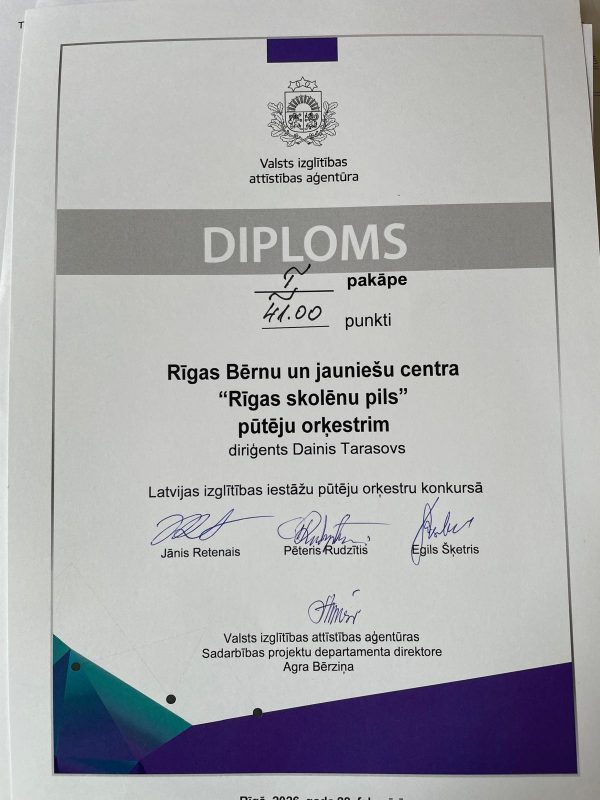 T
Valsts izglītības
attīstības aģentūra
DIPLOMS
I pakāpe
41.00 punkti
Rīgas Bērnu un jauniešu centra
“Rīgas skolēnu pils”
pūtēju orķestrim
diriģents Dainis Tarasovs
Latvijas izglītības iestāžu pūtēju orķestru konkursā
Jānis Retenais Pēteris Rudzītis Egils Šķetris
Valsts izglītības attīstības aģentūras
Sadarbības projektu departamenta direktore
Agra Bērziņa